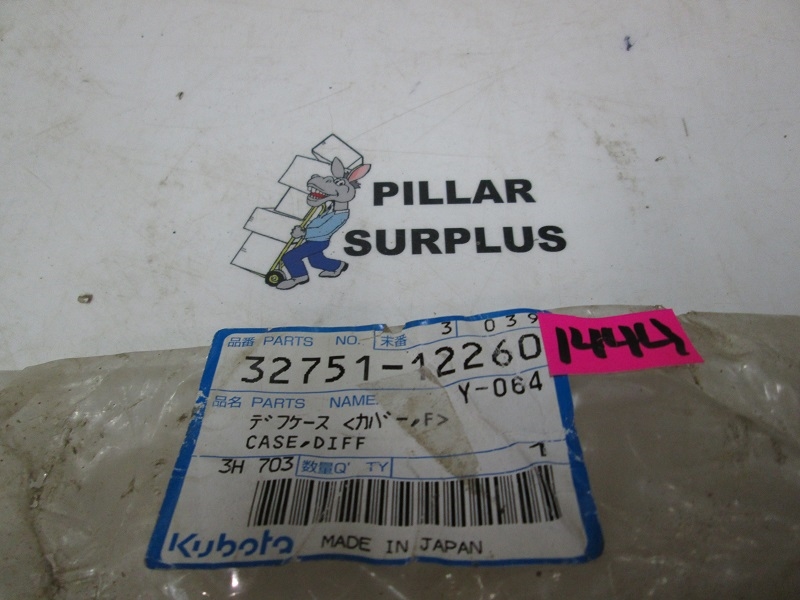 PILLAR
SURPLUS
3 039
品番 PARTS NO. 末番
32751-12260
1444
Y-064
品名 PARTS NAME
デフケース <カバー,F>
CASE,DIFF
3H 703 数量Q'TY 1
Kubota MADE IN JAPAN